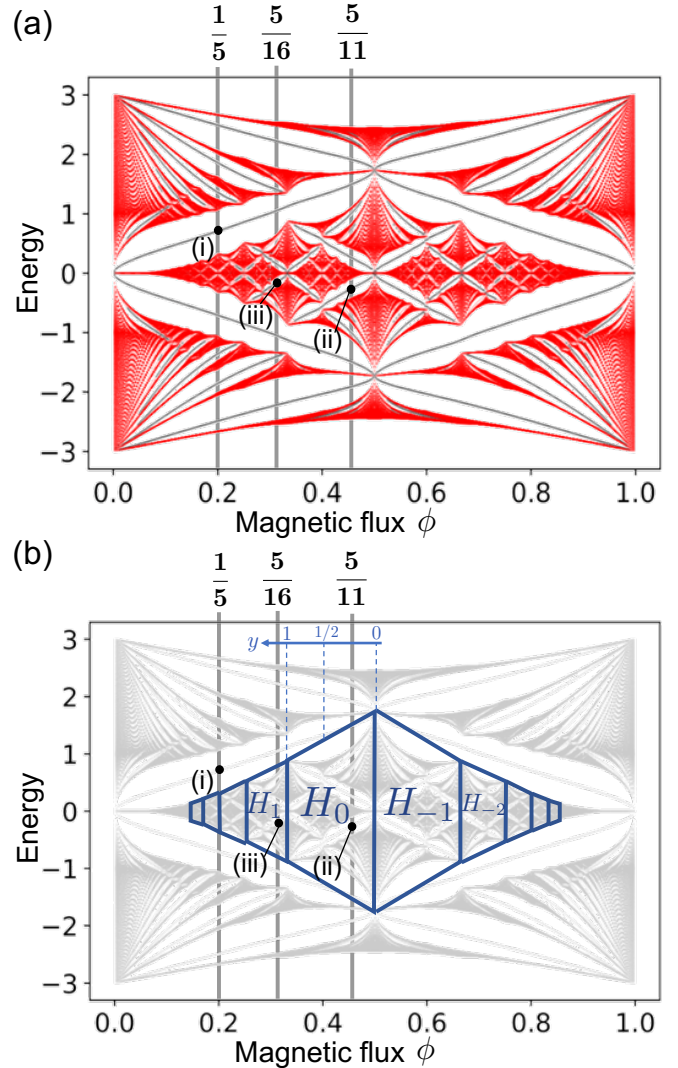 (a)
1/5 5/16 5/11
3
2
1
0
−1
−2
−3
Energy
(i)
(iii)
(ii)
0.0 0.2 0.4 0.6 0.8 1.0
Magnetic flux ϕ
(b)
1/5 5/16 5/11
y 1 1/2 0
3
2
1
0
−1
−2
−3
Energy
(i)
H₁ H₀ H₋₁ H₋₂
(iii)
(ii)
0.0 0.2 0.4 0.6 0.8 1.0
Magnetic flux ϕ